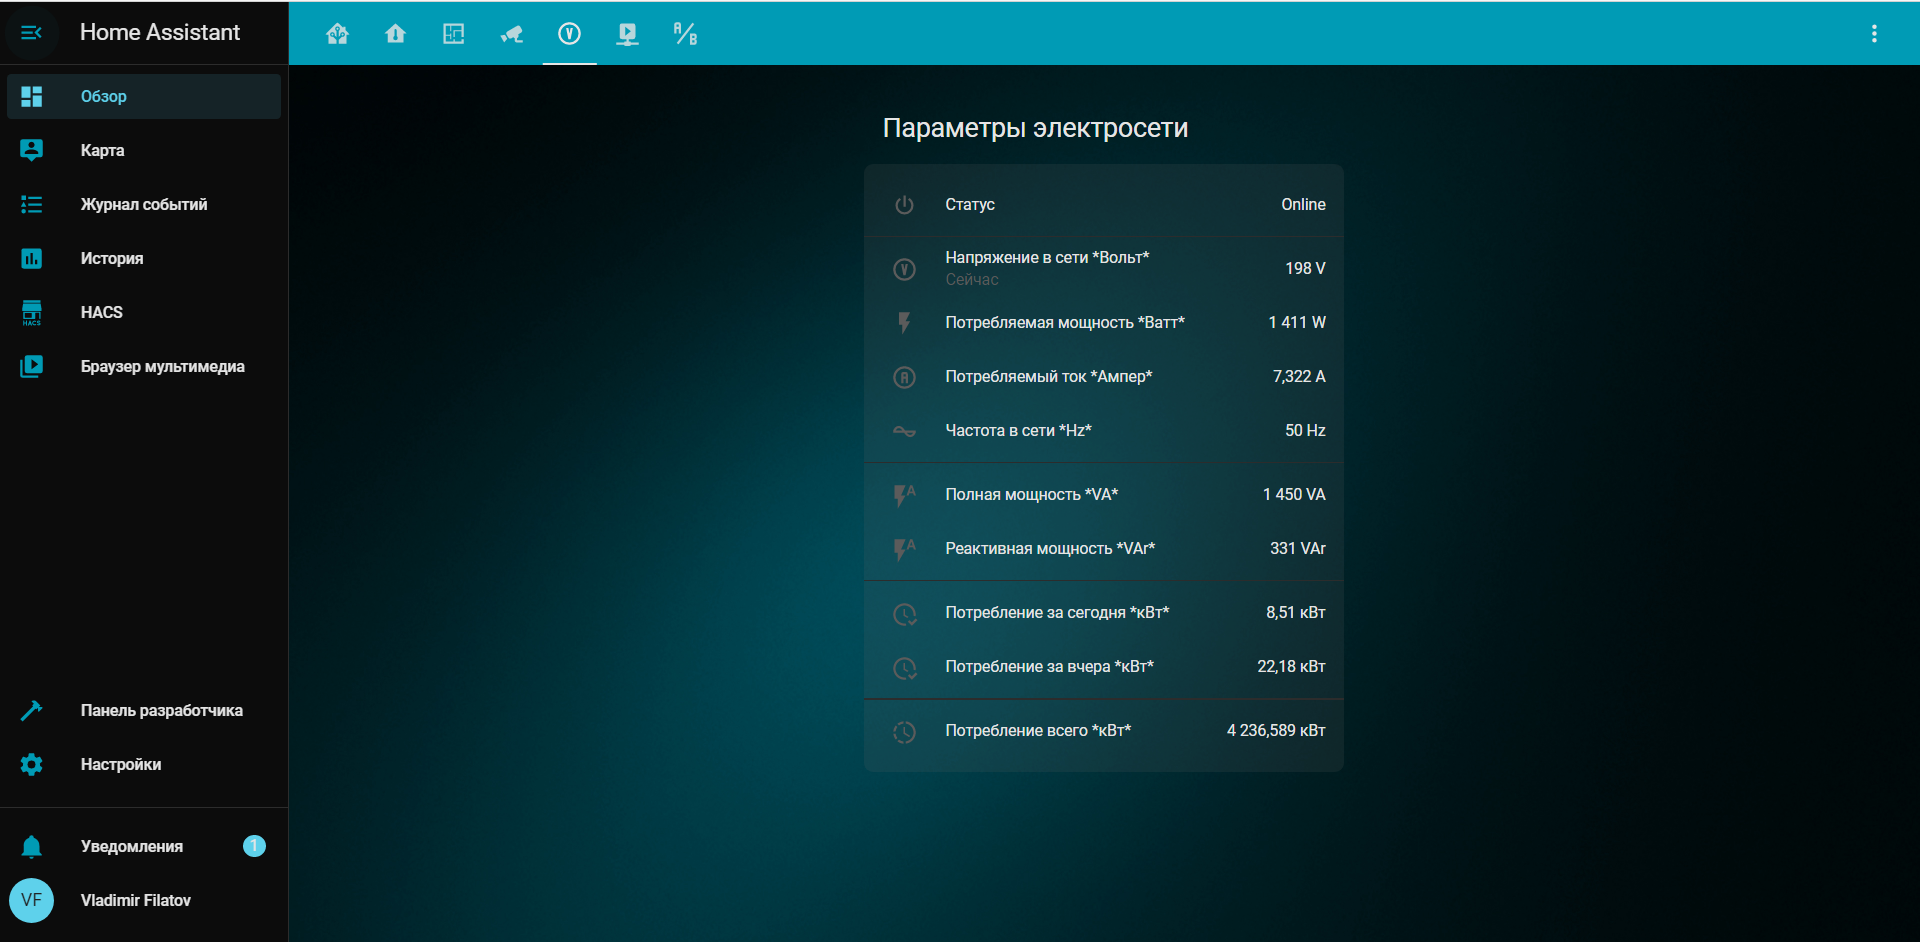 Home Assistant
Обзор
Карта
Журнал событий
История
HACS
HACS
Браузер мультимедиа
Панель разработчика
Настройки
Уведомления 1
VF Vladimir Filatov
V
A/B
Параметры электросети
Статус Online
V
Напряжение в сети *Вольт* 198 V
Сейчас
Потребляемая мощность *Ватт* 1 411 W
A
Потребляемый ток *Ампер* 7,322 A
Частота в сети *Hz* 50 Hz
A
Полная мощность *VA* 1 450 VA
A
Реактивная мощность *VAr* 331 VAr
Потребление за сегодня *кВт* 8,51 кВт
Потребление за вчера *кВт* 22,18 кВт
Потребление всего *кВт* 4 236,589 кВт